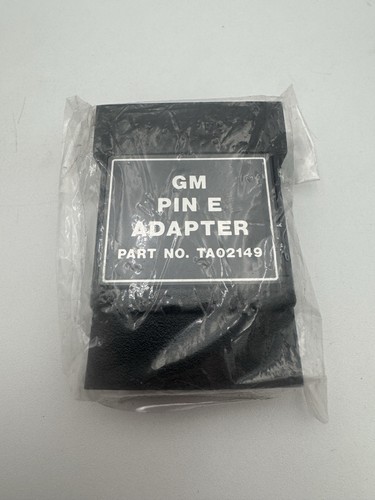 GM
PIN E
ADAPTER
PART NO. TA02149